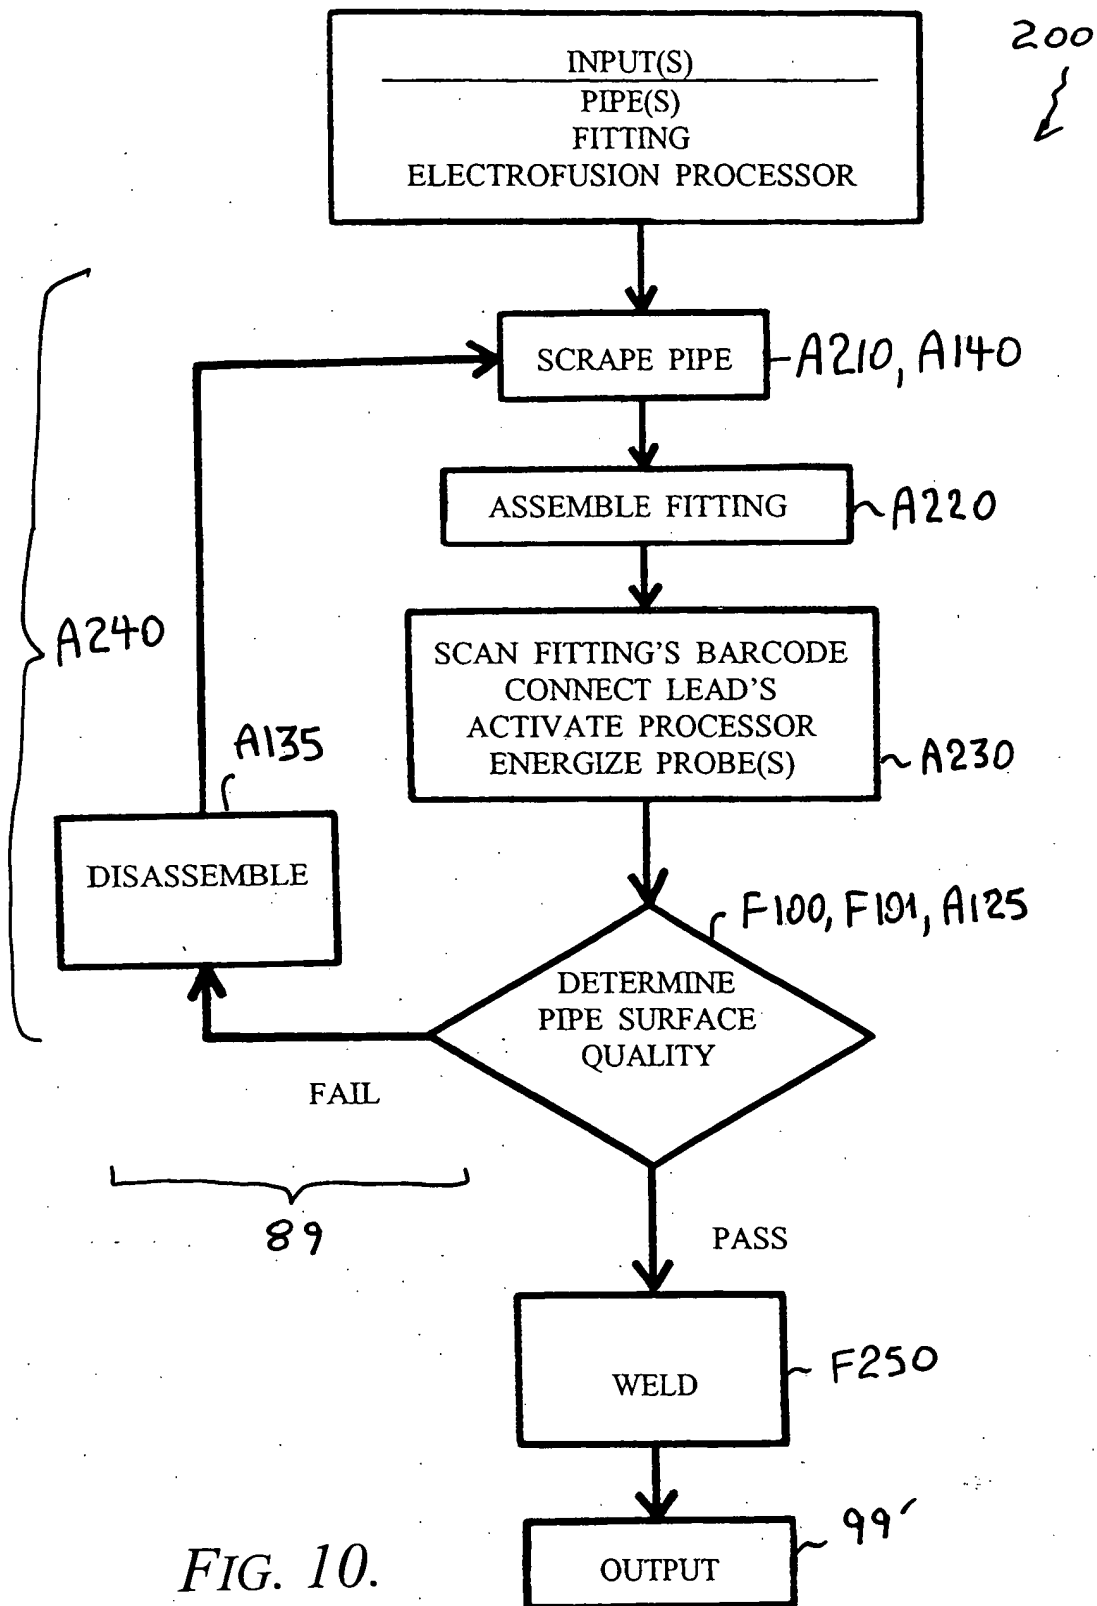 200
INPUT(S)
PIPE(S)
FITTING
ELECTROFUSION PROCESSOR
SCRAPE PIPE
A210, A140
ASSEMBLE FITTING
A220
SCAN FITTING'S BARCODE
CONNECT LEAD'S
ACTIVATE PROCESSOR
ENERGIZE PROBE(S)
A230
A240
A135
DISASSEMBLE
F100, F101, A125
DETERMINE
PIPE SURFACE
QUALITY
FAIL
89
PASS
WELD
F250
OUTPUT
99'
FIG. 10.